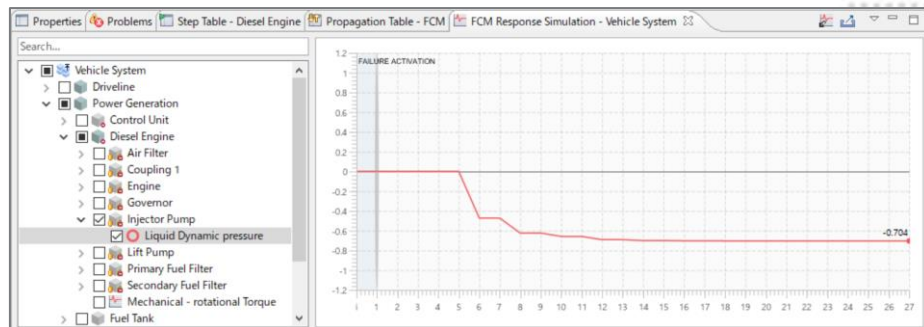 Properties Problems Step Table - Diesel Engine Propagation Table - FCM FCM Response Simulation - Vehicle System
Search...
Vehicle System
Driveline
Power Generation
Control Unit
Diesel Engine
Air Filter
Coupling 1
Engine
Governor
Injector Pump
Liquid Dynamic pressure
Lift Pump
Primary Fuel Filter
Secondary Fuel Filter
Mechanical - rotational Torque
Fuel Tank
FAILURE ACTIVATION
1.2
1
0.8
0.6
0.4
0.2
0
-0.2
-0.4
-0.6
-0.8
-1
-1.2
-0.704
1 2 3 4 5 6 7 8 9 10 11 12 13 14 15 16 17 18 19 20 21 22 23 24 25 26 27